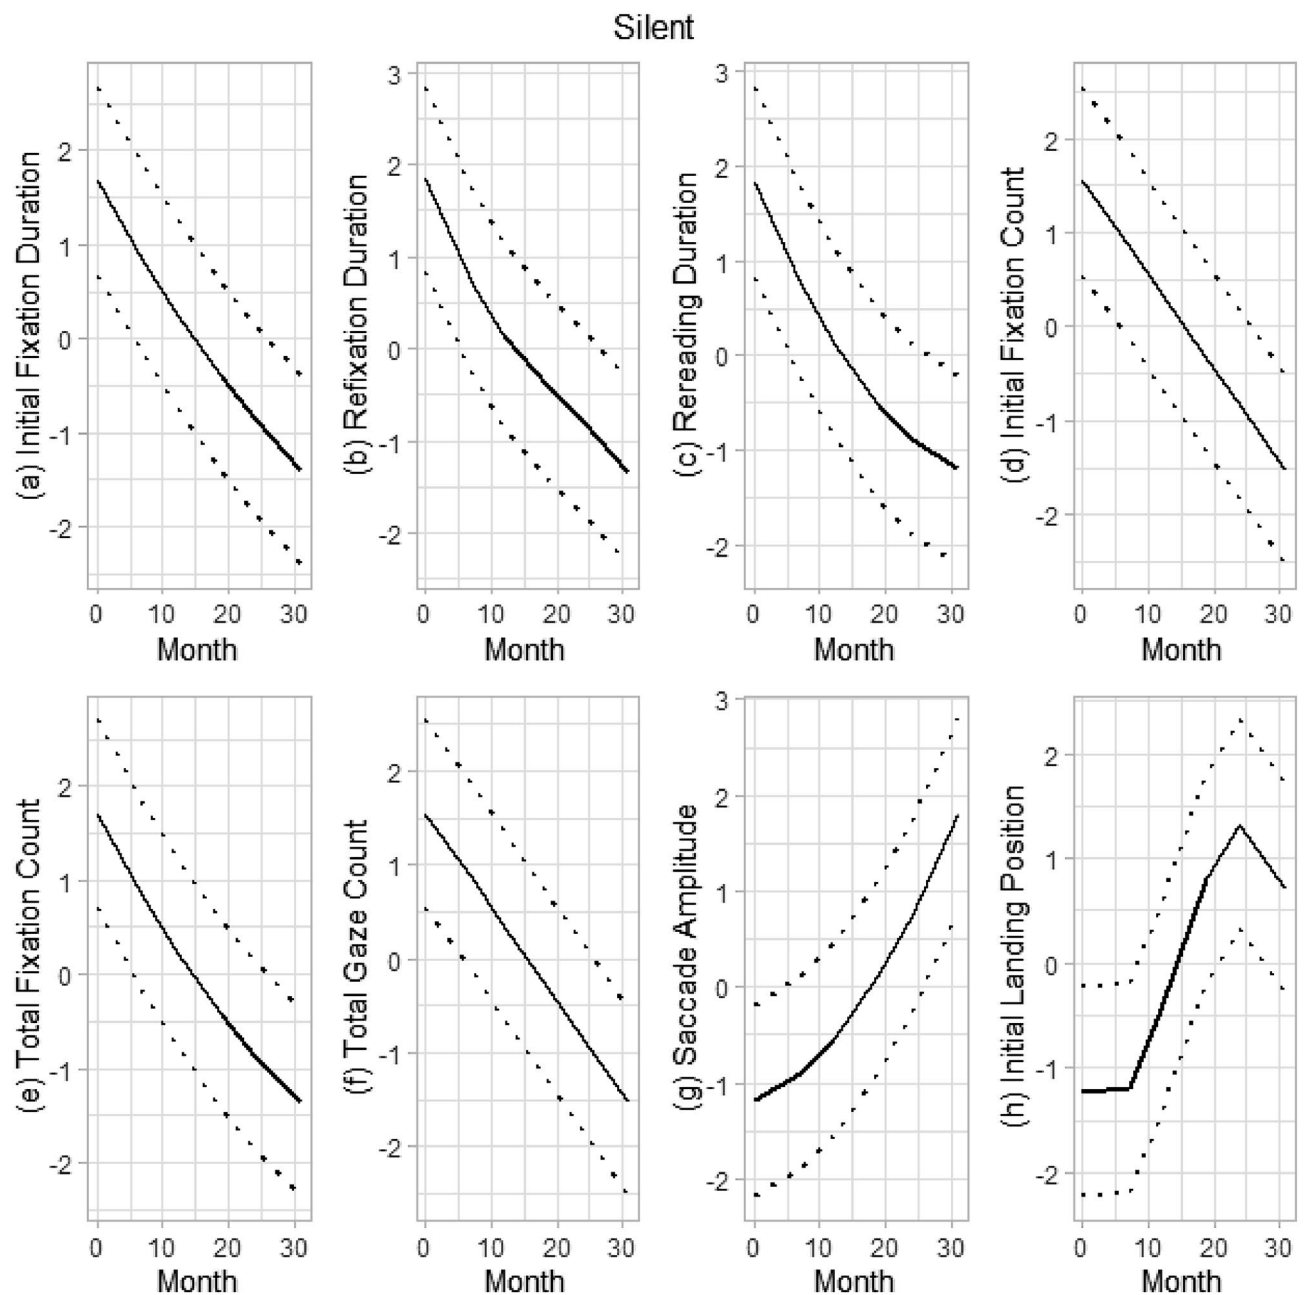 Silent
(a) Initial Fixation Duration
2
1
0
-1
-2
0 10 20 30
Month
(b) Refixation Duration
3
2
1
0
-1
-2
0 10 20 30
Month
(c) Rereading Duration
3
2
1
0
-1
-2
0 10 20 30
Month
(d) Initial Fixation Count
2
1
0
-1
-2
0 10 20 30
Month
(e) Total Fixation Count
2
1
0
-1
-2
0 10 20 30
Month
(f) Total Gaze Count
2
1
0
-1
-2
0 10 20 30
Month
(g) Saccade Amplitude
3
2
1
0
-1
-2
0 10 20 30
Month
(h) Initial Landing Position
2
1
0
-1
-2
0 10 20 30
Month